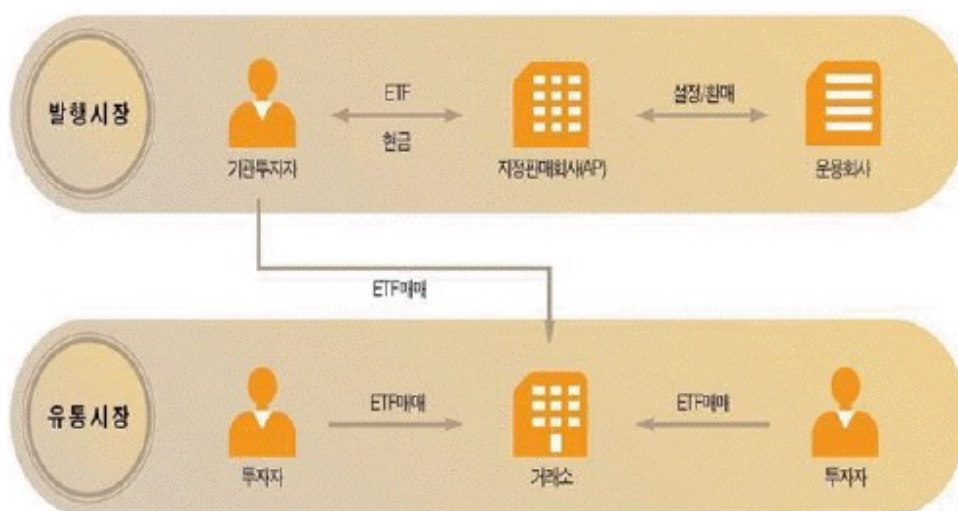 발행시장
ETF
현금
설정/환매
기관투자자
지정판매회사(AP)
운용회사
ETF매매
유통시장
ETF매매
ETF매매
투자자
거래소
투자자